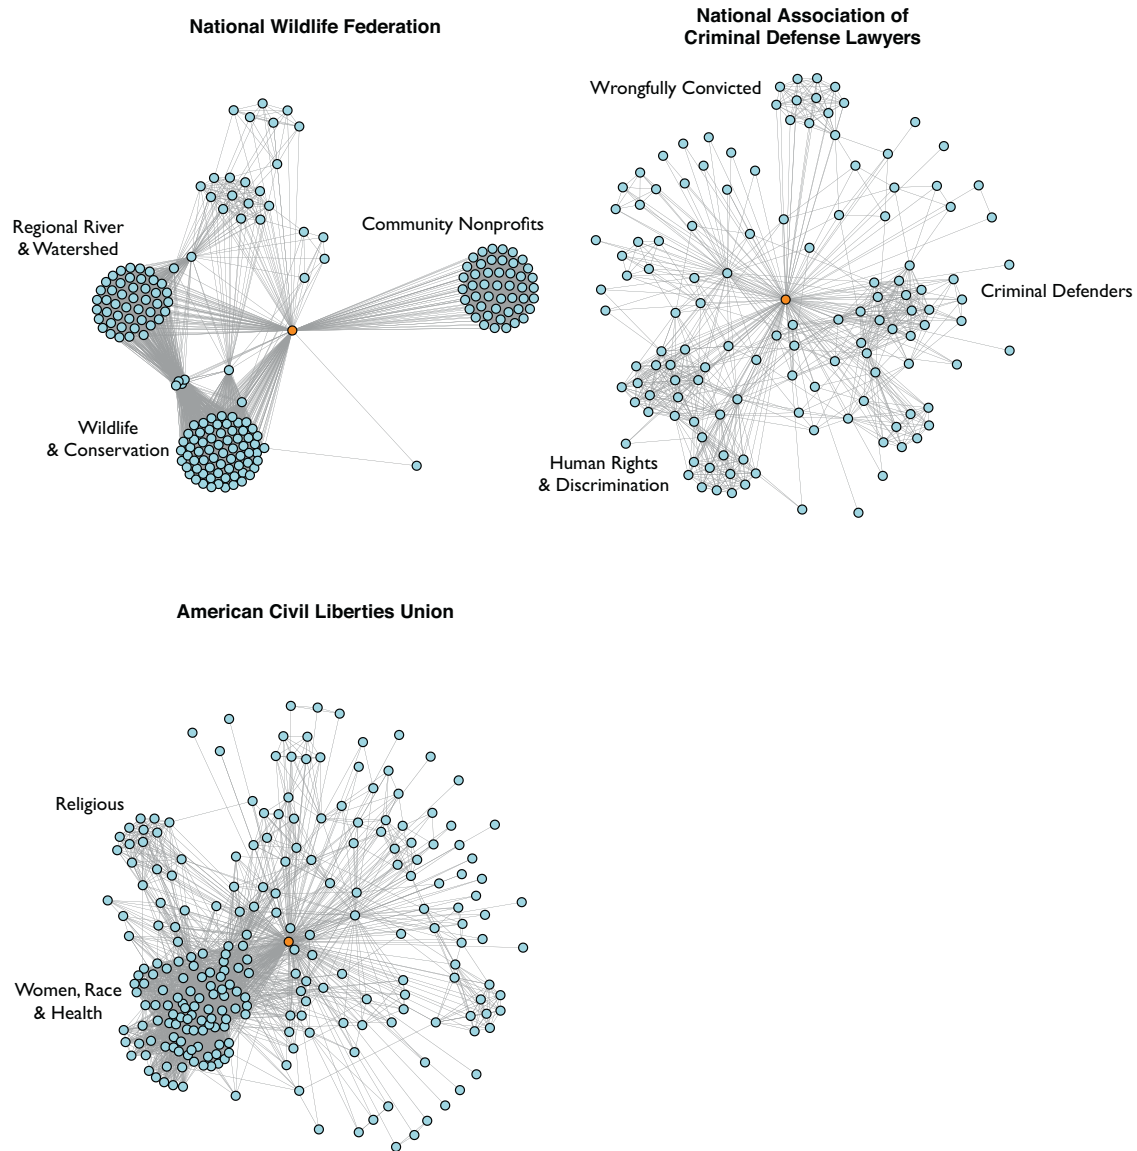 National Wildlife Federation
National Association of
Criminal Defense Lawyers
Wrongfully Convicted
Regional River
& Watershed
Community Nonprofits
Criminal Defenders
Wildlife
& Conservation
Human Rights
& Discrimination
American Civil Liberties Union
Religious
Women, Race
& Health